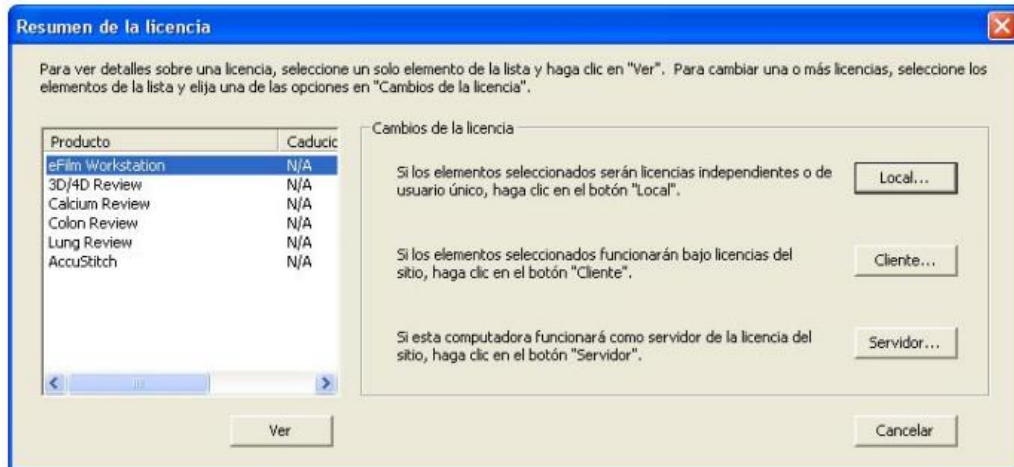 Resumen de la licencia
Para ver detalles sobre una licencia, seleccione un solo elemento de la lista y haga clic en "Ver". Para cambiar una o más licencias, seleccione los
elementos de la lista y elija una de las opciones en "Cambios de la licencia".
Producto Caducic
eFilm Workstation N/A
3D/4D Review N/A
Calcium Review N/A
Colon Review N/A
Lung Review N/A
AccuStitch N/A
Ver
Cambios de la licencia
Si los elementos seleccionados serán licencias independientes o de
usuario único, haga clic en el botón "Local".
Local...
Si los elementos seleccionados funcionarán bajo licencias del
sitio, haga clic en el botón "Cliente".
Cliente...
Si esta computadora funcionará como servidor de la licencia del
sitio, haga clic en el botón "Servidor".
Servidor...
Cancelar